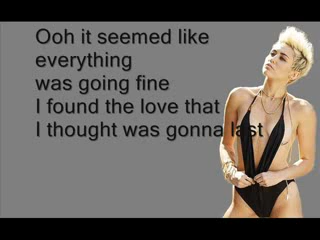 Ooh it seemed like
everything
was going fine
I found the love that
I thought was gonna last